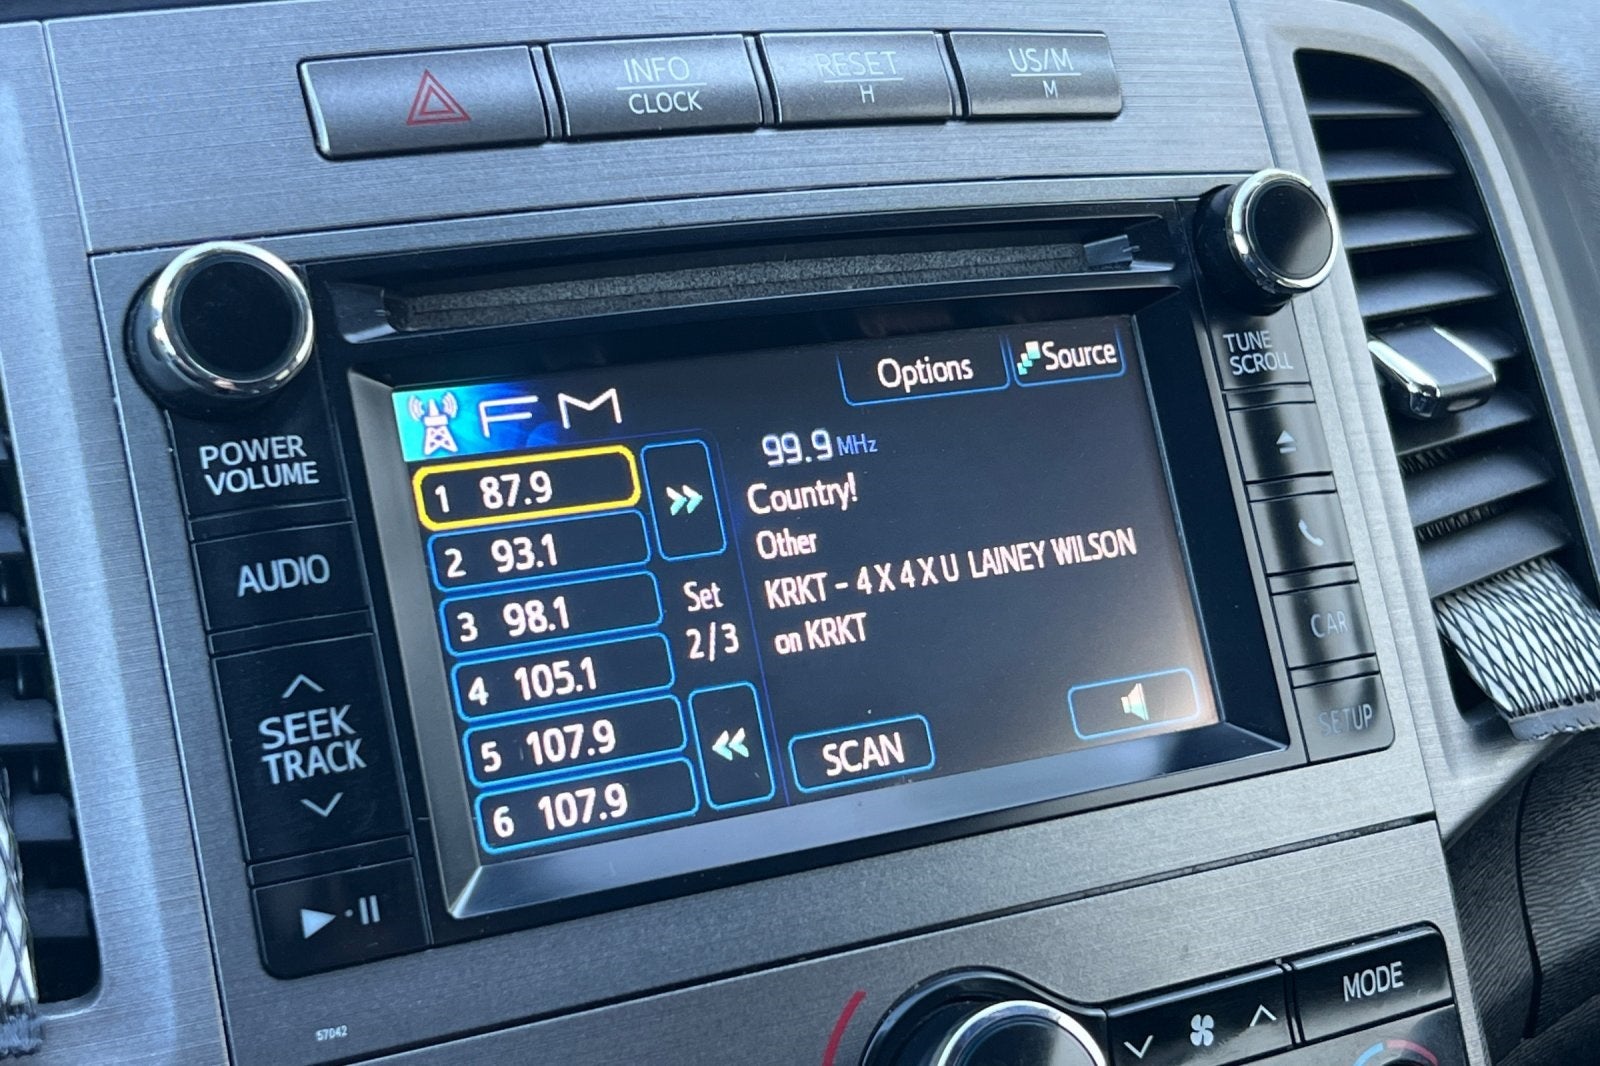 INFO
CLOCK
RESET
H
US/M
M
POWER
VOLUME
AUDIO
SEEK
TRACK
57042
FM
Options
Source
1 87.9
2 93.1
3 98.1
4 105.1
5 107.9
6 107.9
Set
2/3
99.9 MHz
Country!
Other
KRKT - 4 X 4 X U LAINEY WILSON
on KRKT
SCAN
TUNE
SCROLL
CAR
SETUP
MODE